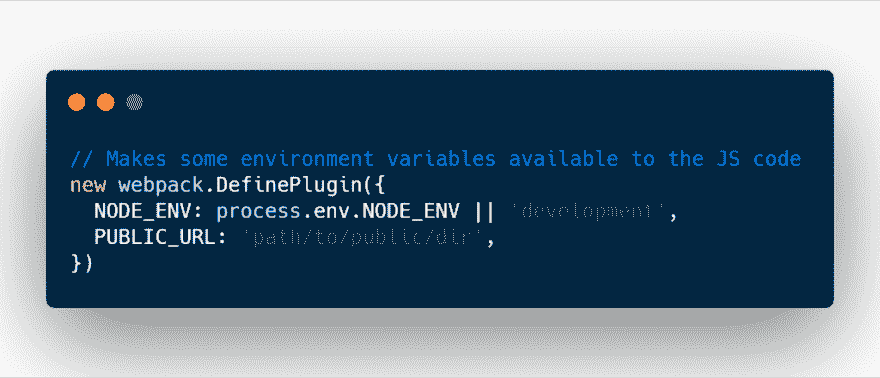 // Makes some environment variables available to the JS code
new webpack.DefinePlugin({
  NODE_ENV: process.env.NODE_ENV || 'development',
  PUBLIC_URL: 'path/to/public/dir',
})